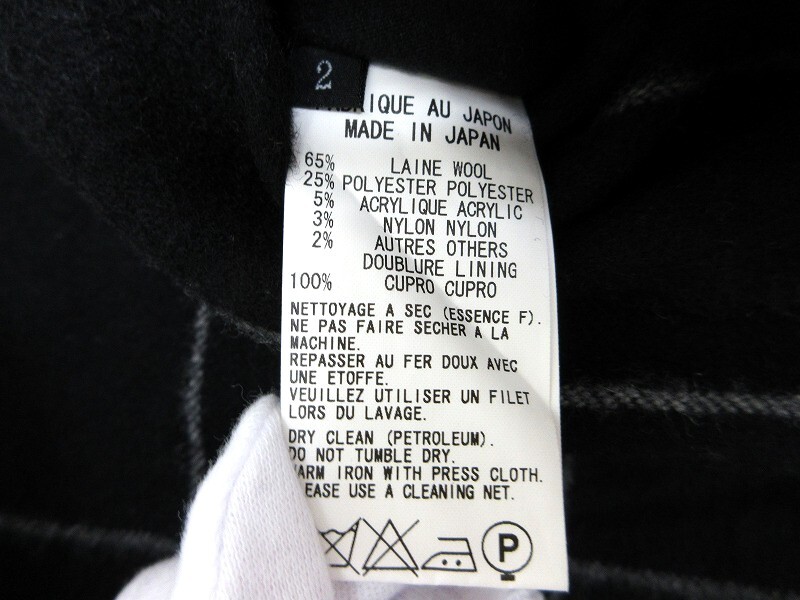 2
IQUE AU JAPON
MADE IN JAPAN
65% LAINE WOOL
25% POLYESTER POLYESTER
5% ACRYLIQUE ACRYLIC
3% NYLON NYLON
2% AUTRES OTHERS
DOUBLURE LINING
100% CUPRO CUPRO
NETTOYAGE A SEC (ESSENCE F).
NE PAS FAIRE SECHER A LA
MACHINE.
REPASSER AU FER DOUX AVEC
UNE ETOFFE.
VEUILLEZ UTILISER UN FILET
LORS DU LAVAGE.
DRY CLEAN (PETROLEUM).
DO NOT TUMBLE DRY.
ARM IRON WITH PRESS CLOTH.
EASE USE A CLEANING NET.
P